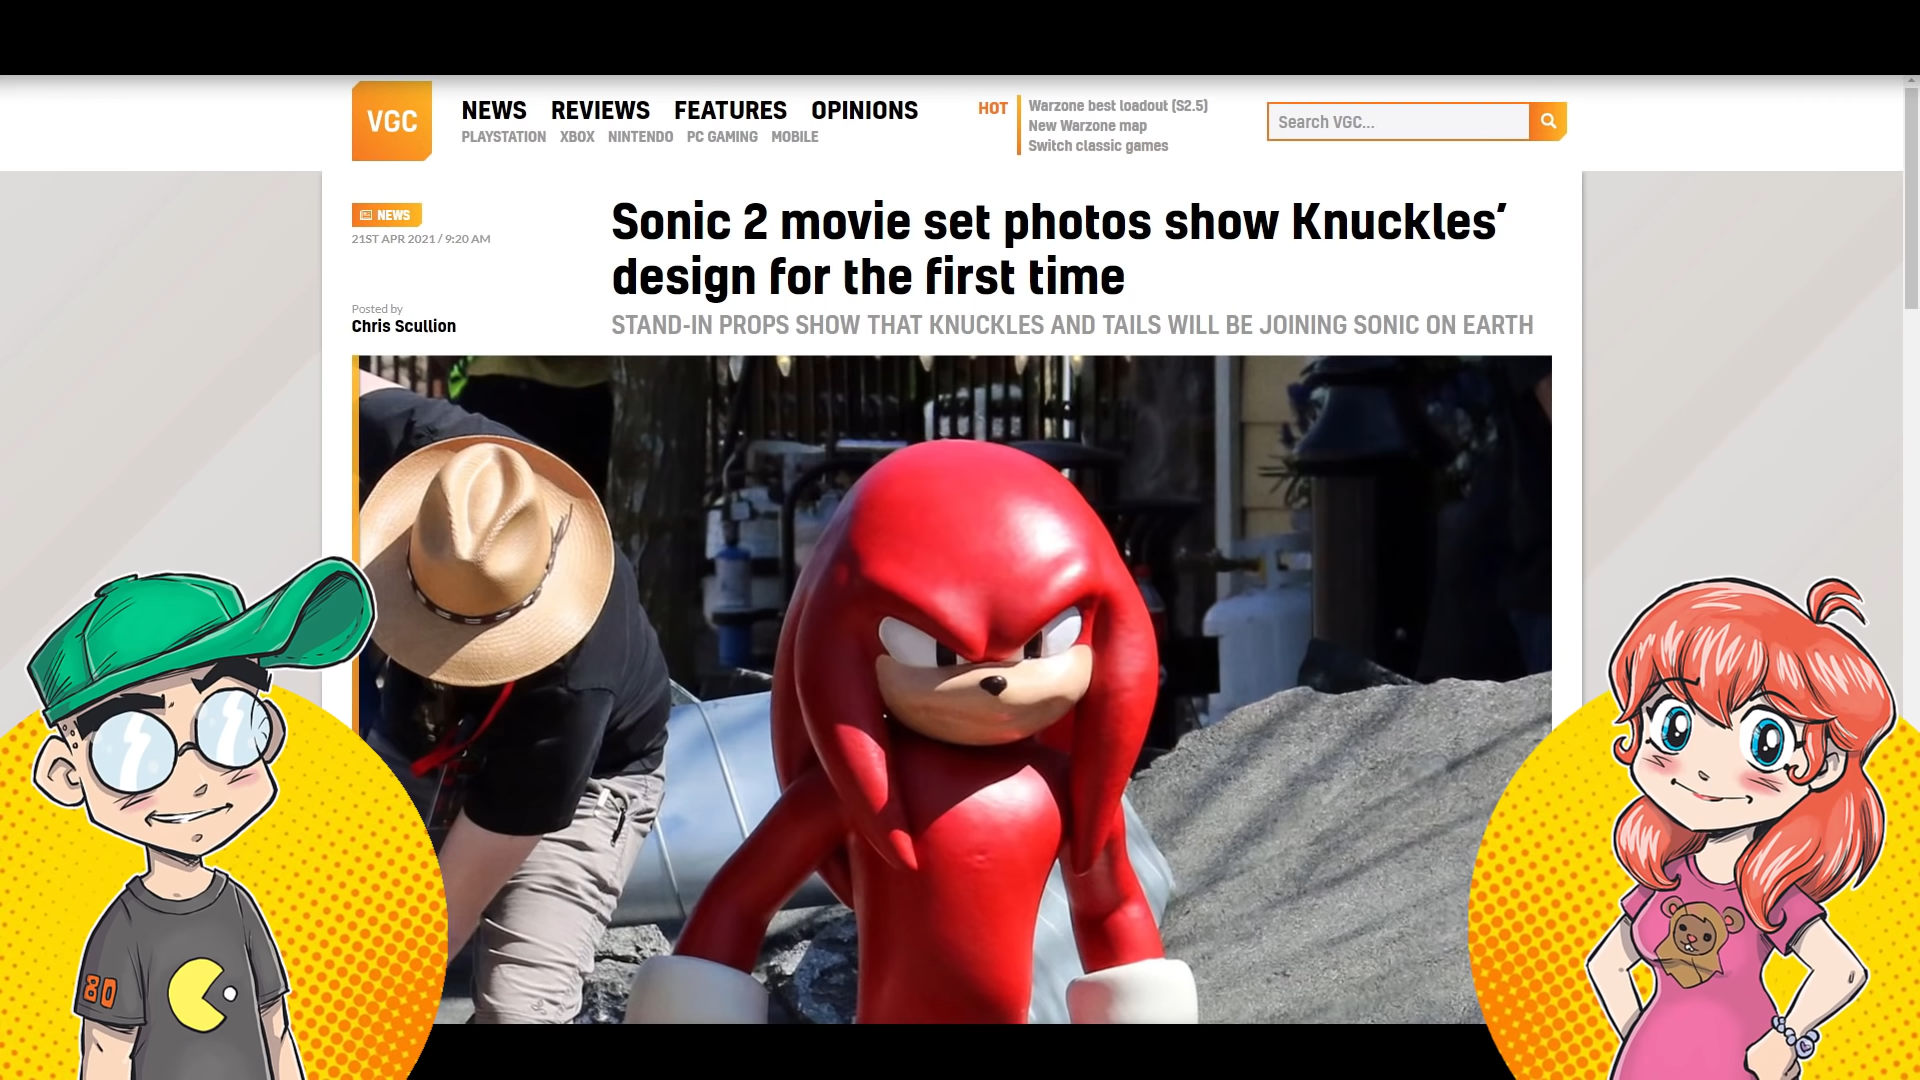 VGC
NEWS REVIEWS FEATURES OPINIONS
PLAYSTATION XBOX NINTENDO PC GAMING MOBILE
HOT
Warzone best loadout (S2.5)
New Warzone map
Switch classic games
Search VGC...
NEWS
21ST APR 2021 / 9:20 AM
Posted by
Chris Scullion
Sonic 2 movie set photos show Knuckles’
design for the first time
STAND-IN PROPS SHOW THAT KNUCKLES AND TAILS WILL BE JOINING SONIC ON EARTH
80